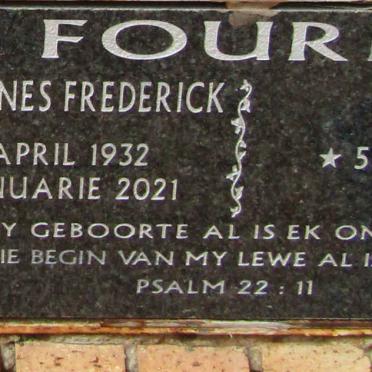 FOURI
NES FREDERICK
APRIL 1932 ★ 5
NUARIE 2021
Y GEBOORTE AL IS EK ON
IE BEGIN VAN MY LEWE AL I
PSALM 22 : 11